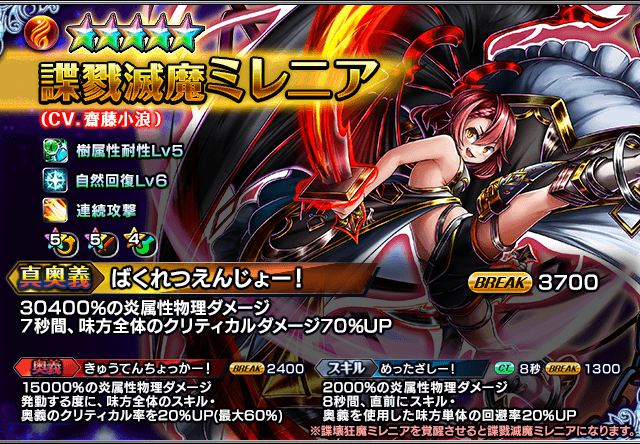 諜戮滅魔ミレニア
(CV.齋藤小浪)
樹属性耐性Lv5
自然回復Lv6
連続攻撃
5 5 4
真奥義 ばくれつえんじょー! BREAK 3700
30400%の炎属性物理ダメージ
7秒間、味方全体のクリティカルダメージ70%UP
奥義 きゅうてんちょっかー! BREAK 2400
15000%の炎属性物理ダメージ
発動する度に、味方全体のスキル・
奥義のクリティカル率を20%UP(最大60%)
スキル めったざしー! CT 8秒 BREAK 1300
2000%の炎属性物理ダメージ
8秒間、直前にスキル・
奥義を使用した味方単体の回避率20%UP
※諜壊狂魔ミレニアを覚醒させると諜戮滅魔ミレニアになります。